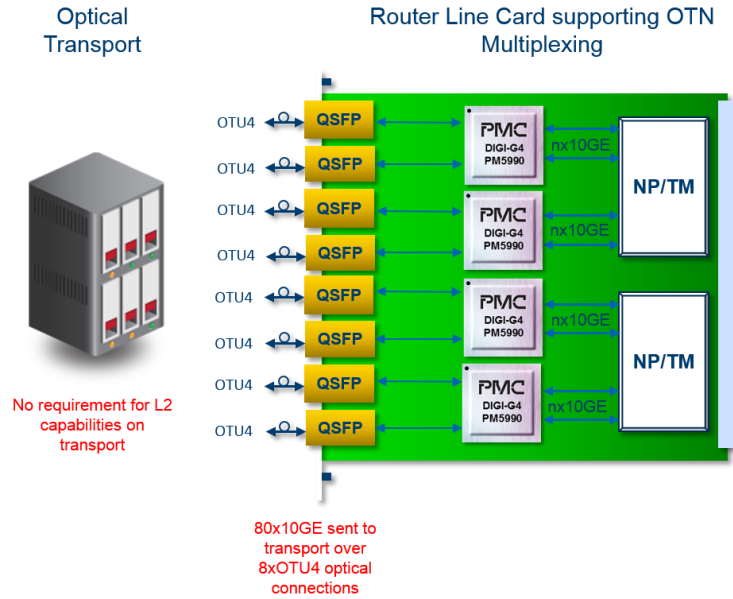 Optical
Transport
Router Line Card supporting OTN
Multiplexing
OTU4
QSFP
OTU4
QSFP
OTU4
QSFP
OTU4
QSFP
OTU4
QSFP
OTU4
QSFP
OTU4
QSFP
OTU4
QSFP
PMC
DIGI-G4
PM5990
nx10GE
PMC
DIGI-G4
PM5990
nx10GE
NP/TM
PMC
DIGI-G4
PM5990
nx10GE
PMC
DIGI-G4
PM5990
nx10GE
NP/TM
No requirement for L2
capabilities on
transport
80x10GE sent to
transport over
8xOTU4 optical
connections